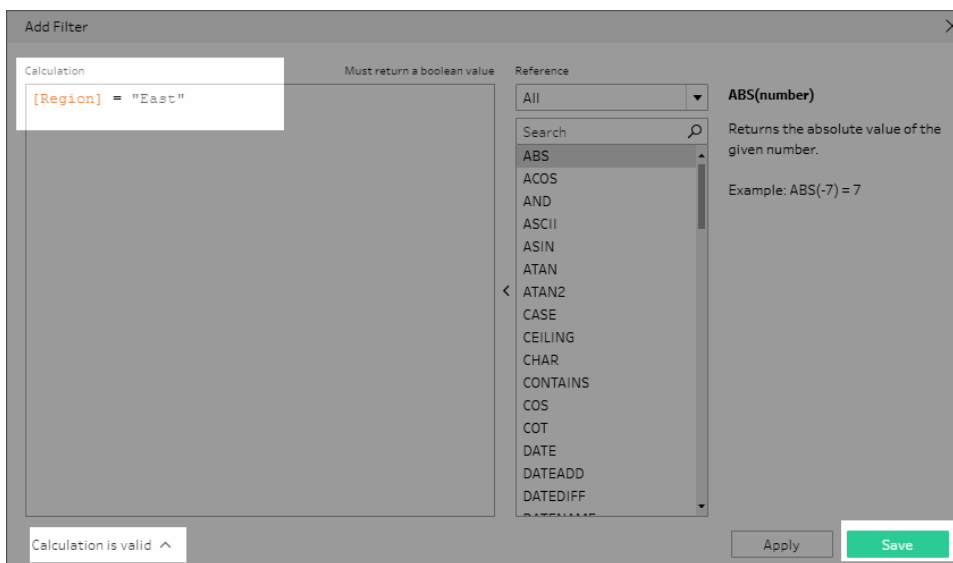 Add Filter
Calculation
Must return a boolean value
[Region] = "East"
Reference
All
Search
ABS
ACOS
AND
ASCII
ASIN
ATAN
ATAN2
CASE
CEILING
CHAR
CONTAINS
COS
COT
DATE
DATEADD
DATEDIFF
DATENAME
ABS(number)
Returns the absolute value of the
given number.
Example: ABS(-7) = 7
Calculation is valid
Apply
Save